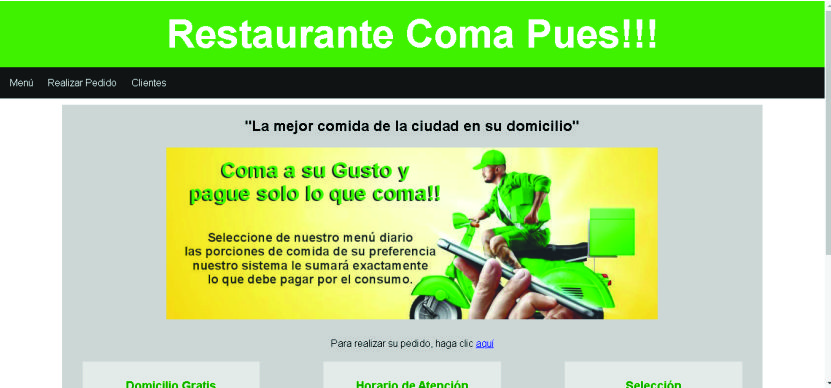 Restaurante Coma Pues!!!
Menú Realizar Pedido Clientes
"La mejor comida de la ciudad en su domicilio"
Coma a su Gusto y
pague solo lo que coma!!
Seleccione de nuestro menú diario
las porciones de comida de su preferencia
nuestro sistema le sumará exactamente
lo que debe pagar por el consumo.
Para realizar su pedido, haga clic aquí
Domicilio Gratis Horario de Atención Selección